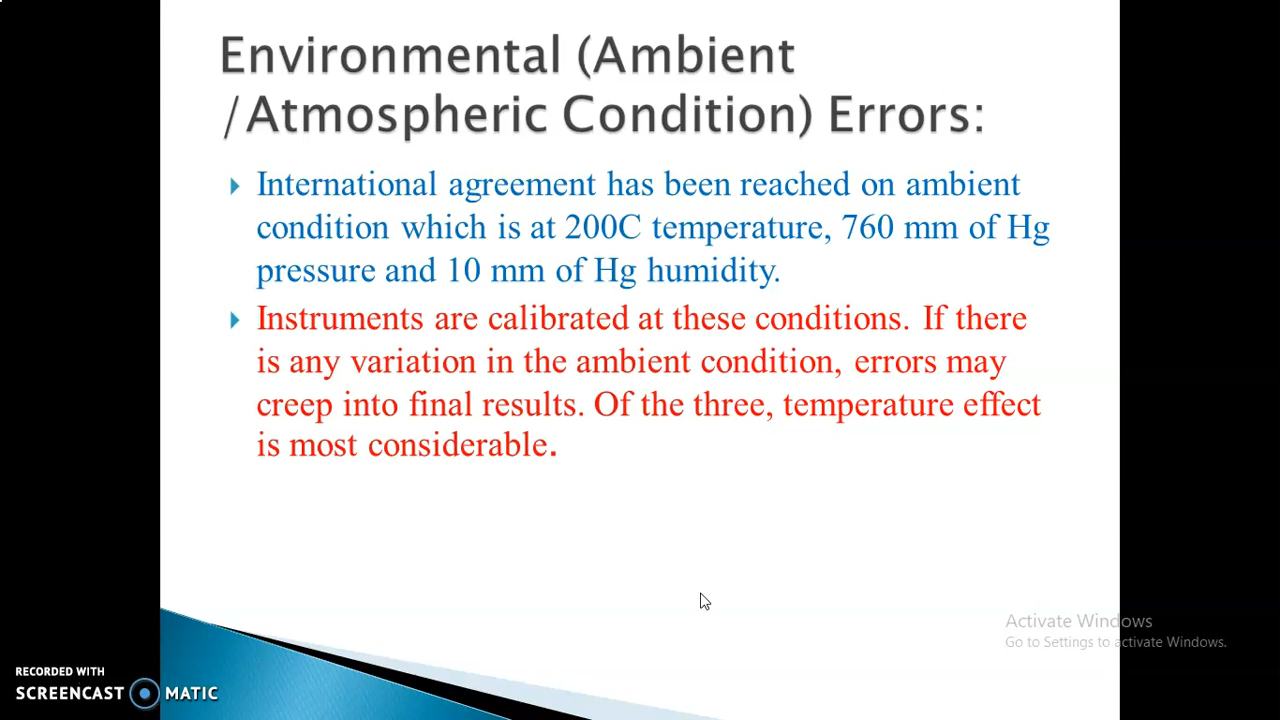 Environmental (Ambient
/Atmospheric Condition) Errors:
International agreement has been reached on ambient
condition which is at 200C temperature, 760 mm of Hg
pressure and 10 mm of Hg humidity.
Instruments are calibrated at these conditions. If there
is any variation in the ambient condition, errors may
creep into final results. Of the three, temperature effect
is most considerable.
Activate Windows
Go to Settings to activate Windows.
RECORDED WITH
SCREENCAST MATIC